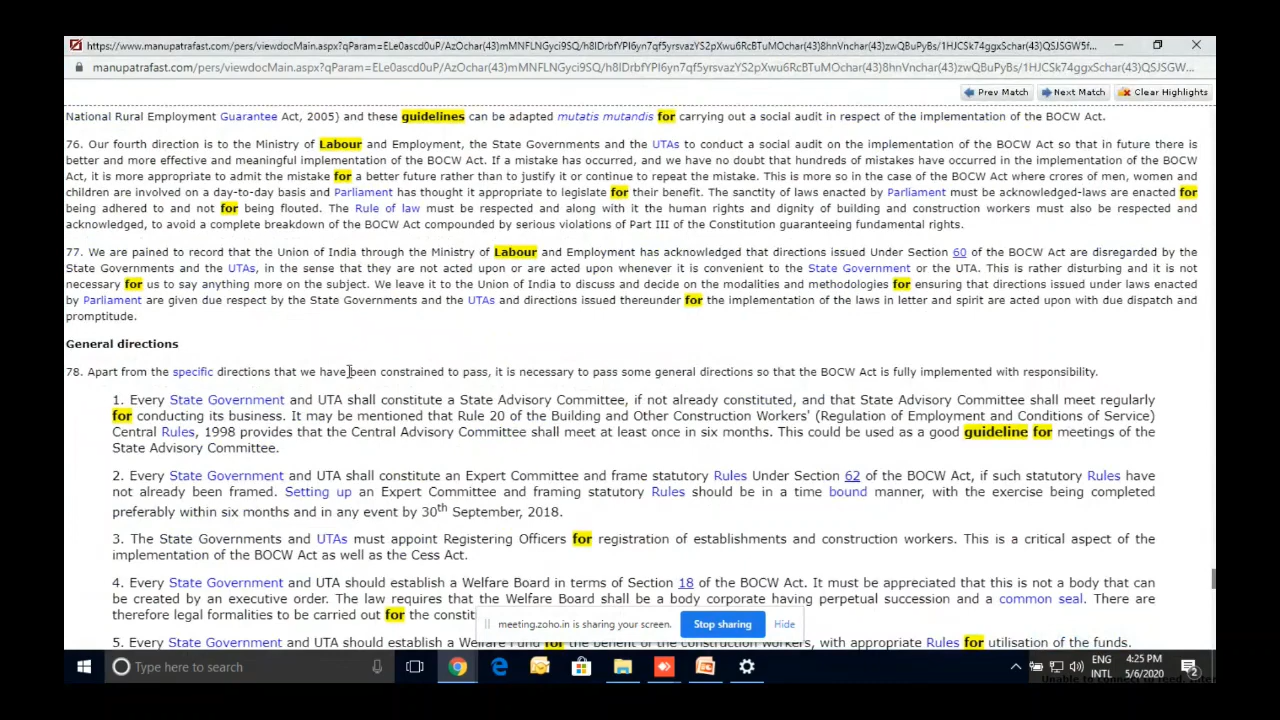 https://www.manupatrafast.com/pers/viewdocMain.aspx?qParam=ELe0ascd0uP/AzOchar(43)mMNFLNGyci9SQ/h8IDrbfYPI6yn7qf5yrsvazYS2pXwu6RcBTuMOchar(43)8hnVnchar(43)zwQBuPyBs/1HJCSk74ggxSchar(43)QSJSGW5f...
manupatrafast.com/pers/viewdocMain.aspx?qParam=ELe0ascd0uP/AzOchar(43)mMNFLNGyci9SQ/h8IDrbfYPI6yn7qf5yrsvazYS2pXwu6RcBTuMOchar(43)8hnVnchar(43)zwQBuPyBs/1HJCSk74ggxSchar(43)QSJSGW...
Prev Match Next Match Clear Highlights
National Rural Employment Guarantee Act, 2005) and these guidelines can be adapted mutatis mutandis for carrying out a social audit in respect of the implementation of the BOCW Act.
76. Our fourth direction is to the Ministry of Labour and Employment, the State Governments and the UTAs to conduct a social audit on the implementation of the BOCW Act so that in future there is
better and more effective and meaningful implementation of the BOCW Act. If a mistake has occurred, and we have no doubt that hundreds of mistakes have occurred in the implementation of the BOCW
Act, it is more appropriate to admit the mistake for a better future rather than to justify it or continue to repeat the mistake. This is more so in the case of the BOCW Act where crores of men, women and
children are involved on a day-to-day basis and Parliament has thought it appropriate to legislate for their benefit. The sanctity of laws enacted by Parliament must be acknowledged-laws are enacted for
being adhered to and not for being flouted. The Rule of law must be respected and along with it the human rights and dignity of building and construction workers must also be respected and
acknowledged, to avoid a complete breakdown of the BOCW Act compounded by serious violations of Part III of the Constitution guaranteeing fundamental rights.
77. We are pained to record that the Union of India through the Ministry of Labour and Employment has acknowledged that directions issued Under Section 60 of the BOCW Act are disregarded by the
State Governments and the UTAs, in the sense that they are not acted upon or are acted upon whenever it is convenient to the State Government or the UTA. This is rather disturbing and it is not
necessary for us to say anything more on the subject. We leave it to the Union of India to discuss and decide on the modalities and methodologies for ensuring that directions issued under laws enacted
by Parliament are given due respect by the State Governments and the UTAs and directions issued thereunder for the implementation of the laws in letter and spirit are acted upon with due dispatch and
promptitude.
General directions
78. Apart from the specific directions that we have been constrained to pass, it is necessary to pass some general directions so that the BOCW Act is fully implemented with responsibility.
1. Every State Government and UTA shall constitute a State Advisory Committee, if not already constituted, and that State Advisory Committee shall meet regularly
for conducting its business. It may be mentioned that Rule 20 of the Building and Other Construction Workers' (Regulation of Employment and Conditions of Service)
Central Rules, 1998 provides that the Central Advisory Committee shall meet at least once in six months. This could be used as a good guideline for meetings of the
State Advisory Committee.
2. Every State Government and UTA shall constitute an Expert Committee and frame statutory Rules Under Section 62 of the BOCW Act, if such statutory Rules have
not already been framed. Setting up an Expert Committee and framing statutory Rules should be in a time bound manner, with the exercise being completed
preferably within six months and in any event by 30th September, 2018.
3. The State Governments and UTAs must appoint Registering Officers for registration of establishments and construction workers. This is a critical aspect of the
implementation of the BOCW Act as well as the Cess Act.
4. Every State Government and UTA should establish a Welfare Board in terms of Section 18 of the BOCW Act. It must be appreciated that this is not a body that can
be created by an executive order. The law requires that the Welfare Board shall be a body corporate having perpetual succession and a common seal. There are
therefore legal formalities to be carried out for the
meeting.zoho.in is sharing your screen. Stop sharing Hide
5. Every State Government and UTA should establish a Welfare Fund for the benefit of the construction workers, with appropriate Rules for utilisation of the funds.
Type here to search
ENG 4:25 PM
INTL 5/6/2020 2